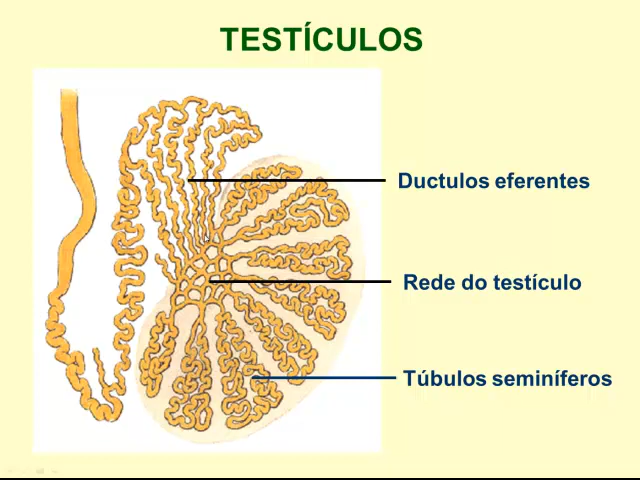 TESTÍCULOS
Ductulos eferentes
Rede do testículo
Túbulos seminíferos